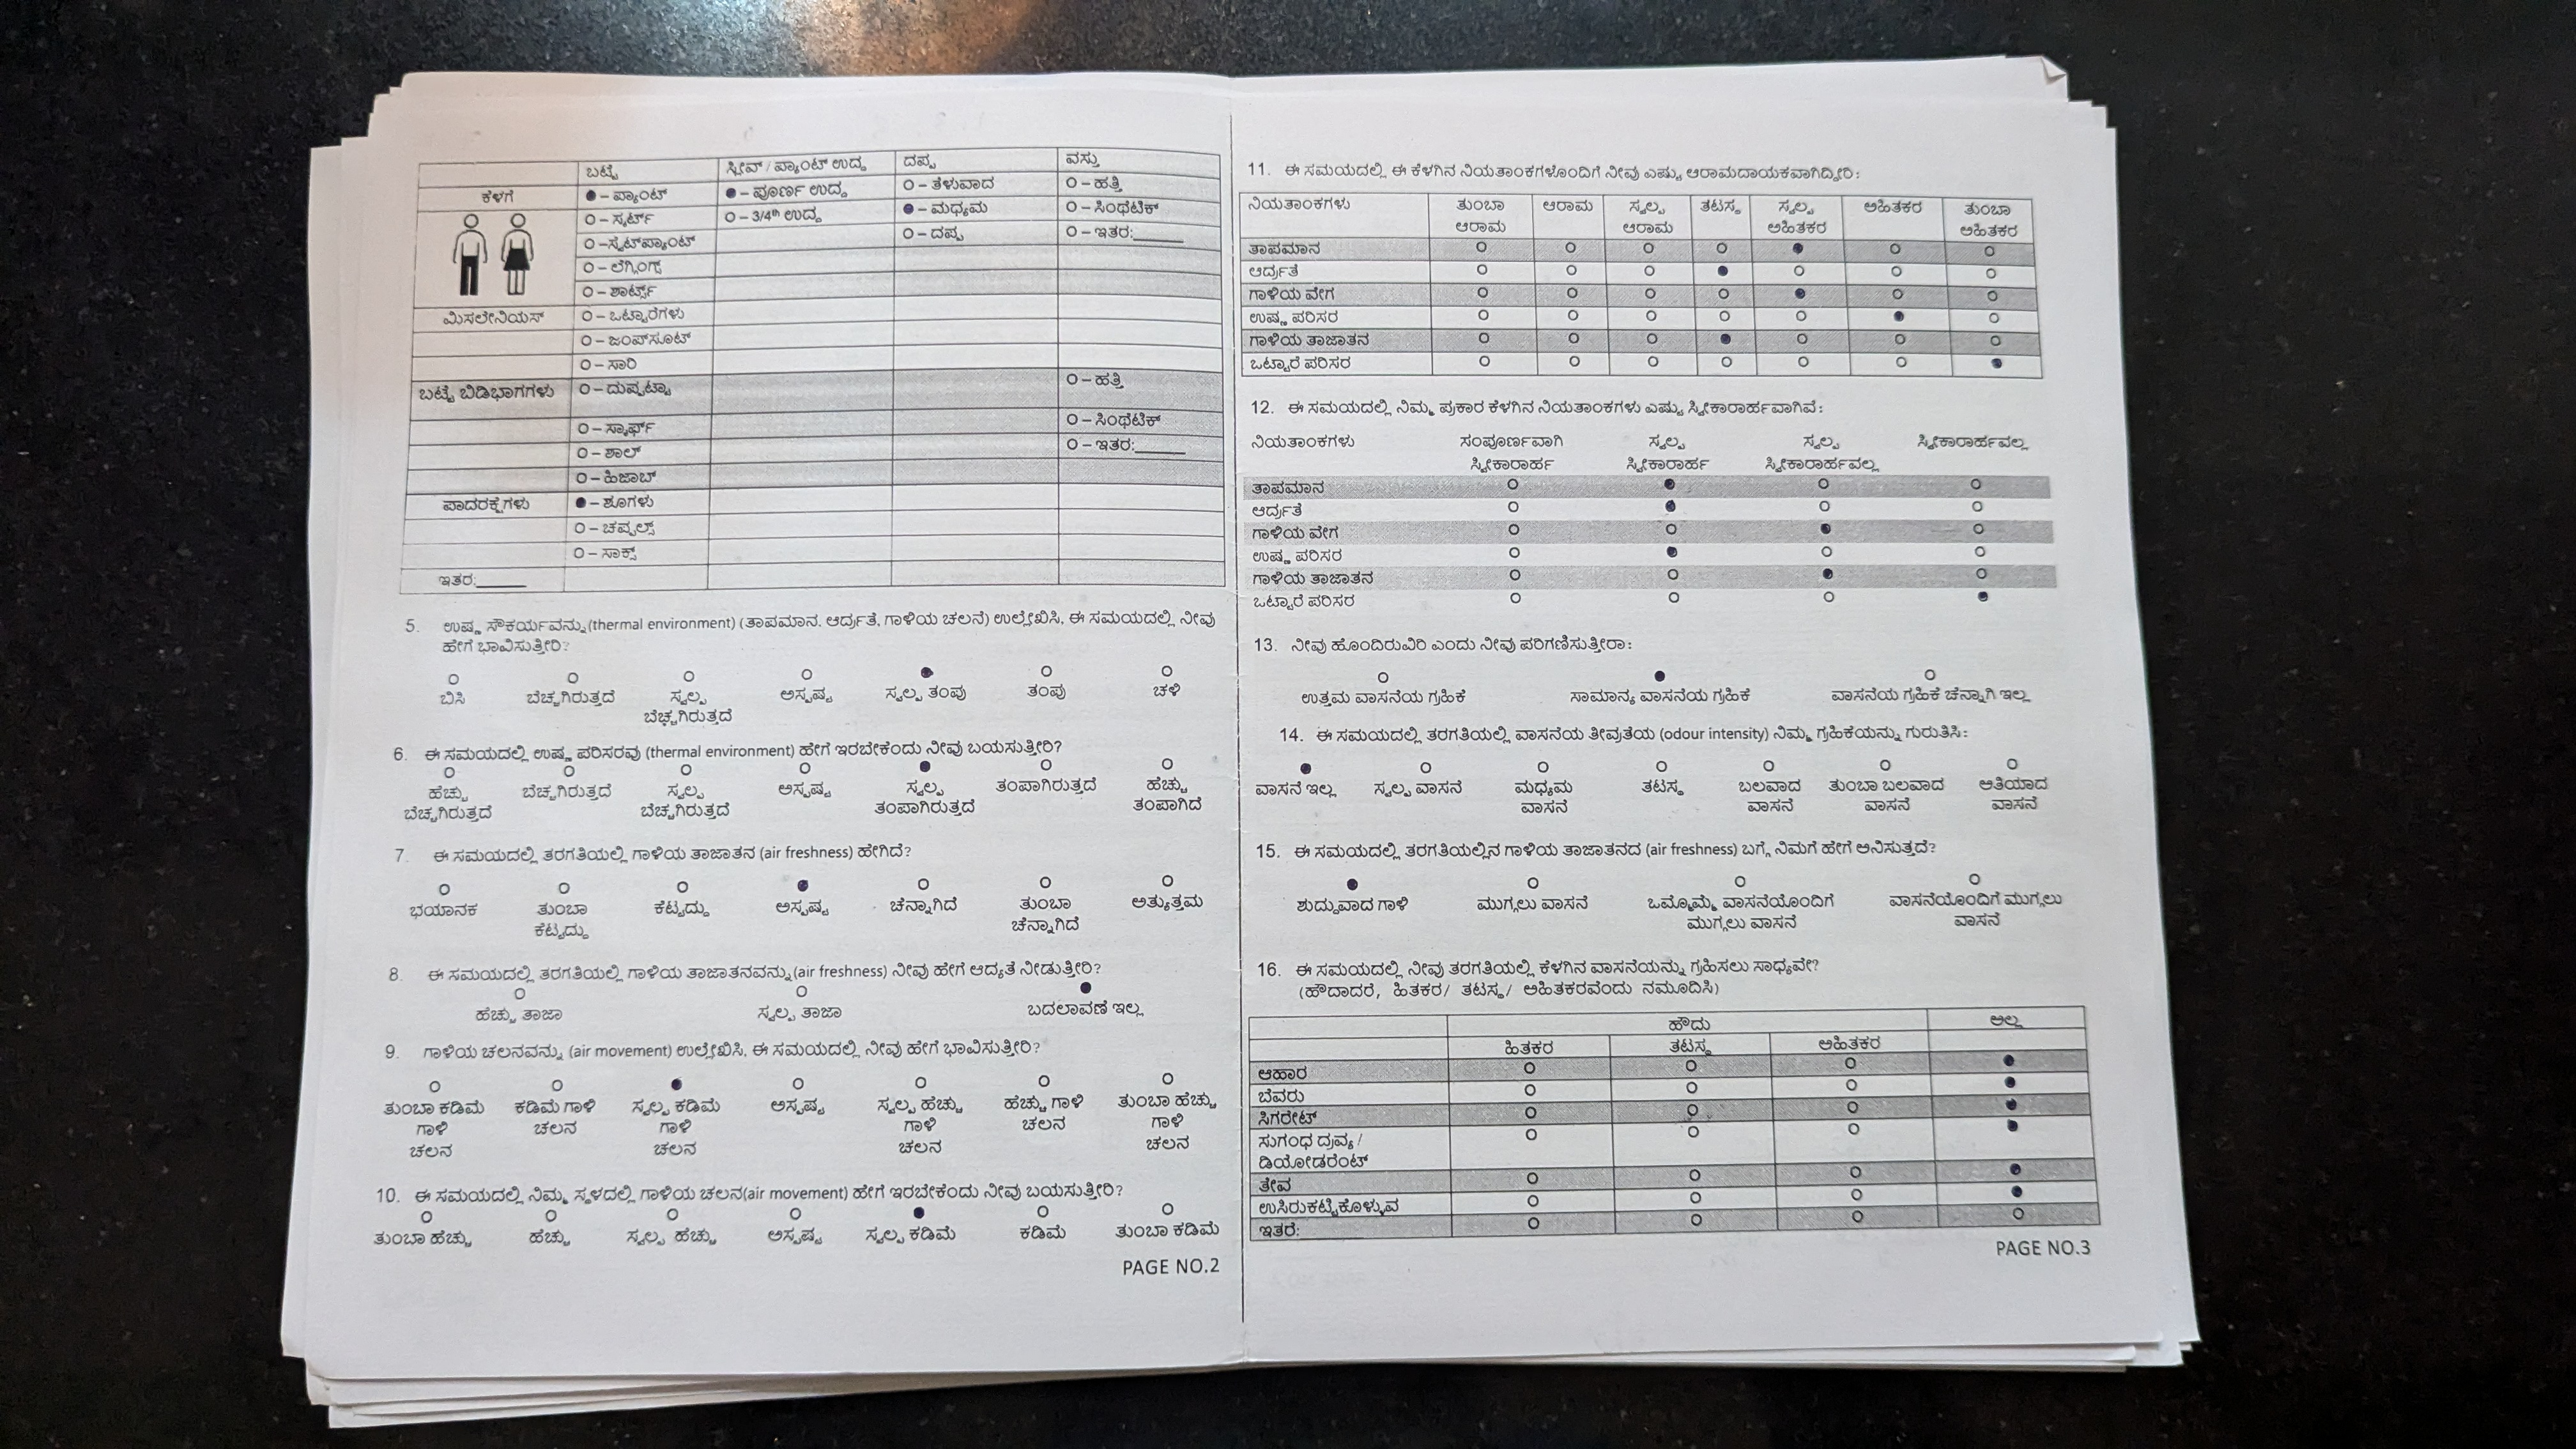 ಬಟ್ಟೆ ಸ್ಲೀವ್ / ಪ್ಯಾಂಟ್ ಉದ್ದ ದಪ್ಪ ವಸ್ತು
ಕೆಳಗೆ ●– ಪ್ಯಾಂಟ್ ●– ಪೂರ್ಣ ಉದ್ದ O – ತೆಳುವಾದ O – ಹತ್ತಿ
O – ಸ್ಕರ್ಟ್ O – 3/4th ಉದ್ದ ●– ಮಧ್ಯಮ O – ಸಿಂಥೆಟಿಕ್
O –ಸ್ವೆಟ್‌ಪ್ಯಾಂಟ್ O – ದಪ್ಪ O – ಇತರ:______
O – ಲೆಗ್ಗಿಂಗ್ಸ್
O – ಶಾರ್ಟ್ಸ್
ಮಿಸಲೇನಿಯಸ್ O – ಒಟ್ಟಾರೆಗಳು
O – ಜಂಪ್‌ಸೂಟ್
O – ಸಾರಿ
ಬಟ್ಟೆ ಬಿಡಿಭಾಗಗಳು O – ದುಪ್ಪಟ್ಟಾ O – ಹತ್ತಿ
O – ಸ್ಕಾರ್ಫ್ O – ಸಿಂಥೆಟಿಕ್
O – ಶಾಲ್ O – ಇತರ:______
O – ಹಿಜಾಬ್
ಪಾದರಕ್ಷೆಗಳು ●– ಶೂಗಳು
O – ಚಪ್ಪಲ್ಸ್
O – ಸಾಕ್ಸ್
ಇತರ:______
5. ಉಷ್ಣ ಸೌಕರ್ಯವನ್ನು(thermal environment) (ತಾಪಮಾನ. ಆರ್ದ್ರತೆ, ಗಾಳಿಯ ಚಲನೆ) ಉಲ್ಲೇಖಿಸಿ, ಈ ಸಮಯದಲ್ಲಿ ನೀವು
ಹೇಗೆ ಭಾವಿಸುತ್ತೀರಿ?
O O O O ● O O
ಬಿಸಿ ಬೆಚ್ಚಗಿರುತ್ತದೆ ಸ್ವಲ್ಪ ಅಸ್ಪಷ್ಟ ಸ್ವಲ್ಪ ತಂಪು ತಂಪು ಚಳಿ
ಬೆಚ್ಚಗಿರುತ್ತದೆ
6. ಈ ಸಮಯದಲ್ಲಿ ಉಷ್ಣ ಪರಿಸರವು (thermal environment) ಹೇಗೆ ಇರಬೇಕೆಂದು ನೀವು ಬಯಸುತ್ತೀರಿ?
O O O O ● O O
ಹೆಚ್ಚು ಬೆಚ್ಚಗಿರುತ್ತದೆ ಸ್ವಲ್ಪ ಅಸ್ಪಷ್ಟ ಸ್ವಲ್ಪ ತಂಪಾಗಿರುತ್ತದೆ ಹೆಚ್ಚು
ಬೆಚ್ಚಗಿರುತ್ತದೆ ಬೆಚ್ಚಗಿರುತ್ತದೆ ತಂಪಾಗಿರುತ್ತದೆ ತಂಪಾಗಿದೆ
7. ಈ ಸಮಯದಲ್ಲಿ ತರಗತಿಯಲ್ಲಿ ಗಾಳಿಯ ತಾಜಾತನ (air freshness) ಹೇಗಿದೆ?
O O O ● O O O
ಭಯಾನಕ ತುಂಬಾ ಕೆಟ್ಟದ್ದು ಅಸ್ಪಷ್ಟ ಚೆನ್ನಾಗಿದೆ ತುಂಬಾ ಅತ್ಯುತ್ತಮ
ಕೆಟ್ಟದ್ದು ಚೆನ್ನಾಗಿದೆ
8. ಈ ಸಮಯದಲ್ಲಿ ತರಗತಿಯಲ್ಲಿ ಗಾಳಿಯ ತಾಜಾತನವನ್ನು(air freshness) ನೀವು ಹೇಗೆ ಆದ್ಯತೆ ನೀಡುತ್ತೀರಿ?
O O ●
ಹೆಚ್ಚು ತಾಜಾ ಸ್ವಲ್ಪ ತಾಜಾ ಬದಲಾವಣೆ ಇಲ್ಲ
9. ಗಾಳಿಯ ಚಲನವನ್ನು (air movement) ಉಲ್ಲೇಖಿಸಿ, ಈ ಸಮಯದಲ್ಲಿ ನೀವು ಹೇಗೆ ಭಾವಿಸುತ್ತೀರಿ?
O O ● O O O O
ತುಂಬಾ ಕಡಿಮೆ ಕಡಿಮೆ ಗಾಳಿ ಸ್ವಲ್ಪ ಕಡಿಮೆ ಅಸ್ಪಷ್ಟ ಸ್ವಲ್ಪ ಹೆಚ್ಚು ಹೆಚ್ಚು ಗಾಳಿ ತುಂಬಾ ಹೆಚ್ಚು
ಗಾಳಿ ಚಲನ ಗಾಳಿ ಗಾಳಿ ಚಲನ ಗಾಳಿ
ಚಲನ ಚಲನ ಚಲನ ಚಲನ
10. ಈ ಸಮಯದಲ್ಲಿ ನಿಮ್ಮ ಸ್ಥಳದಲ್ಲಿ ಗಾಳಿಯ ಚಲನ(air movement) ಹೇಗೆ ಇರಬೇಕೆಂದು ನೀವು ಬಯಸುತ್ತೀರಿ?
O O O O ● O O
ತುಂಬಾ ಹೆಚ್ಚು ಹೆಚ್ಚು ಸ್ವಲ್ಪ ಹೆಚ್ಚು ಅಸ್ಪಷ್ಟ ಸ್ವಲ್ಪ ಕಡಿಮೆ ಕಡಿಮೆ ತುಂಬಾ ಕಡಿಮೆ
PAGE NO.2
11. ಈ ಸಮಯದಲ್ಲಿ ಈ ಕೆಳಗಿನ ನಿಯತಾಂಕಗಳೊಂದಿಗೆ ನೀವು ಎಷ್ಟು ಆರಾಮದಾಯಕವಾಗಿದ್ದೀರಿ:
ನಿಯತಾಂಕಗಳು ತುಂಬಾ ಆರಾಮ ಸ್ವಲ್ಪ ತಟಸ್ಥ ಸ್ವಲ್ಪ ಅಹಿತಕರ ತುಂಬಾ
ಆರಾಮ ಆರಾಮ ಅಹಿತಕರ ಅಹಿತಕರ
ತಾಪಮಾನ O O O O ● O O
ಆರ್ದ್ರತೆ O O O ● O O O
ಗಾಳಿಯ ವೇಗ O O O O ● O O
ಉಷ್ಣ ಪರಿಸರ O O O O O ● O
ಗಾಳಿಯ ತಾಜಾತನ O O O ● O O O
ಒಟ್ಟಾರೆ ಪರಿಸರ O O O O O O ●
12. ಈ ಸಮಯದಲ್ಲಿ ನಿಮ್ಮ ಪ್ರಕಾರ ಕೆಳಗಿನ ನಿಯತಾಂಕಗಳು ಎಷ್ಟು ಸ್ವೀಕಾರಾರ್ಹವಾಗಿವೆ:
ನಿಯತಾಂಕಗಳು ಸಂಪೂರ್ಣವಾಗಿ ಸ್ವಲ್ಪ ಸ್ವಲ್ಪ ಸ್ವೀಕಾರಾರ್ಹವಲ್ಲ
ಸ್ವೀಕಾರಾರ್ಹ ಸ್ವೀಕಾರಾರ್ಹ ಸ್ವೀಕಾರಾರ್ಹವಲ್ಲ
ತಾಪಮಾನ O ● O O
ಆರ್ದ್ರತೆ O ● O O
ಗಾಳಿಯ ವೇಗ O O ● O
ಉಷ್ಣ ಪರಿಸರ O ● O O
ಗಾಳಿಯ ತಾಜಾತನ O O ● O
ಒಟ್ಟಾರೆ ಪರಿಸರ O O O ●
13. ನೀವು ಹೊಂದಿರುವಿರಿ ಎಂದು ನೀವು ಪರಿಗಣಿಸುತ್ತೀರಾ:
O ● O
ಉತ್ತಮ ವಾಸನೆಯ ಗ್ರಹಿಕೆ ಸಾಮಾನ್ಯ ವಾಸನೆಯ ಗ್ರಹಿಕೆ ವಾಸನೆಯ ಗ್ರಹಿಕೆ ಚೆನ್ನಾಗಿ ಇಲ್ಲ
14. ಈ ಸಮಯದಲ್ಲಿ ತರಗತಿಯಲ್ಲಿ ವಾಸನೆಯ ತೀವ್ರತೆಯ (odour intensity) ನಿಮ್ಮ ಗ್ರಹಿಕೆಯನ್ನು ಗುರುತಿಸಿ:
● O O O O O O
ವಾಸನೆ ಇಲ್ಲ ಸ್ವಲ್ಪ ವಾಸನೆ ಮಧ್ಯಮ ತಟಸ್ಥ ಬಲವಾದ ತುಂಬಾ ಬಲವಾದ ಅತಿಯಾದ
ವಾಸನೆ ವಾಸನೆ ವಾಸನೆ ವಾಸನೆ
15. ಈ ಸಮಯದಲ್ಲಿ ತರಗತಿಯಲ್ಲಿನ ಗಾಳಿಯ ತಾಜಾತನದ (air freshness) ಬಗ್ಗೆ ನಿಮಗೆ ಹೇಗೆ ಅನಿಸುತ್ತದೆ?
● O O O
ಶುದ್ಧವಾದ ಗಾಳಿ ಮುಗ್ಗಲು ವಾಸನೆ ಒಮ್ಮೊಮ್ಮೆ ವಾಸನೆಯೊಂದಿಗೆ ವಾಸನೆಯೊಂದಿಗೆ ಮುಗ್ಗಲು
ಮುಗ್ಗಲು ವಾಸನೆ ವಾಸನೆ
16. ಈ ಸಮಯದಲ್ಲಿ ನೀವು ತರಗತಿಯಲ್ಲಿ ಕೆಳಗಿನ ವಾಸನೆಯನ್ನು ಗ್ರಹಿಸಲು ಸಾಧ್ಯವೇ?
(ಹೌದಾದರೆ, ಹಿತಕರ/ ತಟಸ್ಥ/ ಅಹಿತಕರವೆಂದು ನಮೂದಿಸಿ)
ಹೌದು ಅಲ್ಲ
ಹಿತಕರ ತಟಸ್ಥ ಅಹಿತಕರ
ಆಹಾರ O O O ●
ಬೆವರು O O O ●
ಸಿಗರೇಟ್ O O O ●
ಸುಗಂಧ ದ್ರವ್ಯ / O O O ●
ಡಿಯೋಡರೆಂಟ್
ತೇವ O O O ●
ಉಸಿರುಕಟ್ಟಿಕೊಳ್ಳುವ O O O ●
ಇತರೆ:__________ O O O O
PAGE NO.3